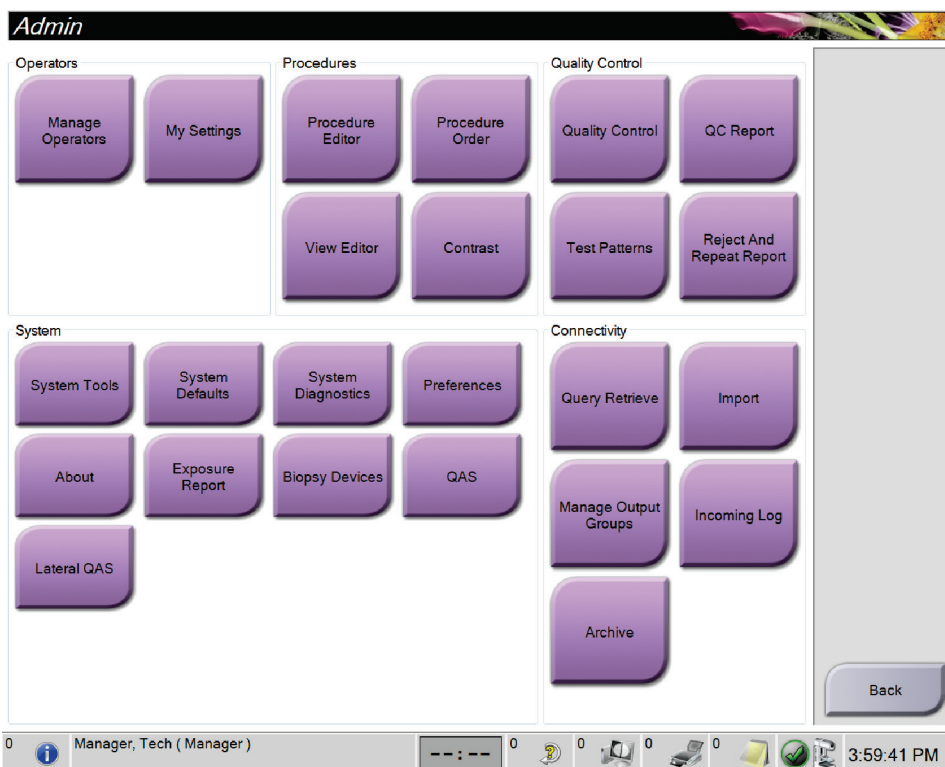 Admin
Operators
Manage
Operators
My Settings
Procedures
Procedure
Editor
Procedure
Order
View Editor
Contrast
Quality Control
Quality Control
QC Report
Test Patterns
Reject And
Repeat Report
System
System Tools
System
Defaults
System
Diagnostics
Preferences
About
Exposure
Report
Biopsy Devices
QAS
Lateral QAS
Connectivity
Query Retrieve
Import
Manage Output
Groups
Incoming Log
Archive
Back
0
Manager, Tech ( Manager )
--:--
0
0
0
0
3:59:41 PM